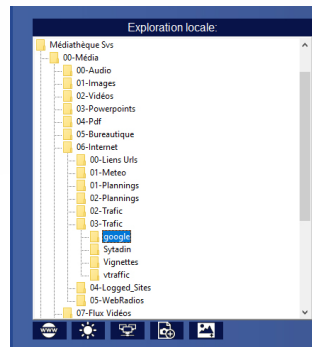 Exploration locale:
Médiathèque Svs
00-Média
00-Audio
01-Images
02-Vidéos
03-Powerpoints
04-Pdf
05-Bureautique
06-Internet
00-Liens Urls
01-Meteo
01-Plannings
02-Plannings
02-Trafic
03-Trafic
google
Sytadin
Vignettes
vtraffic
04-Logged_Sites
05-WebRadios
07-Flux Vidéos
www